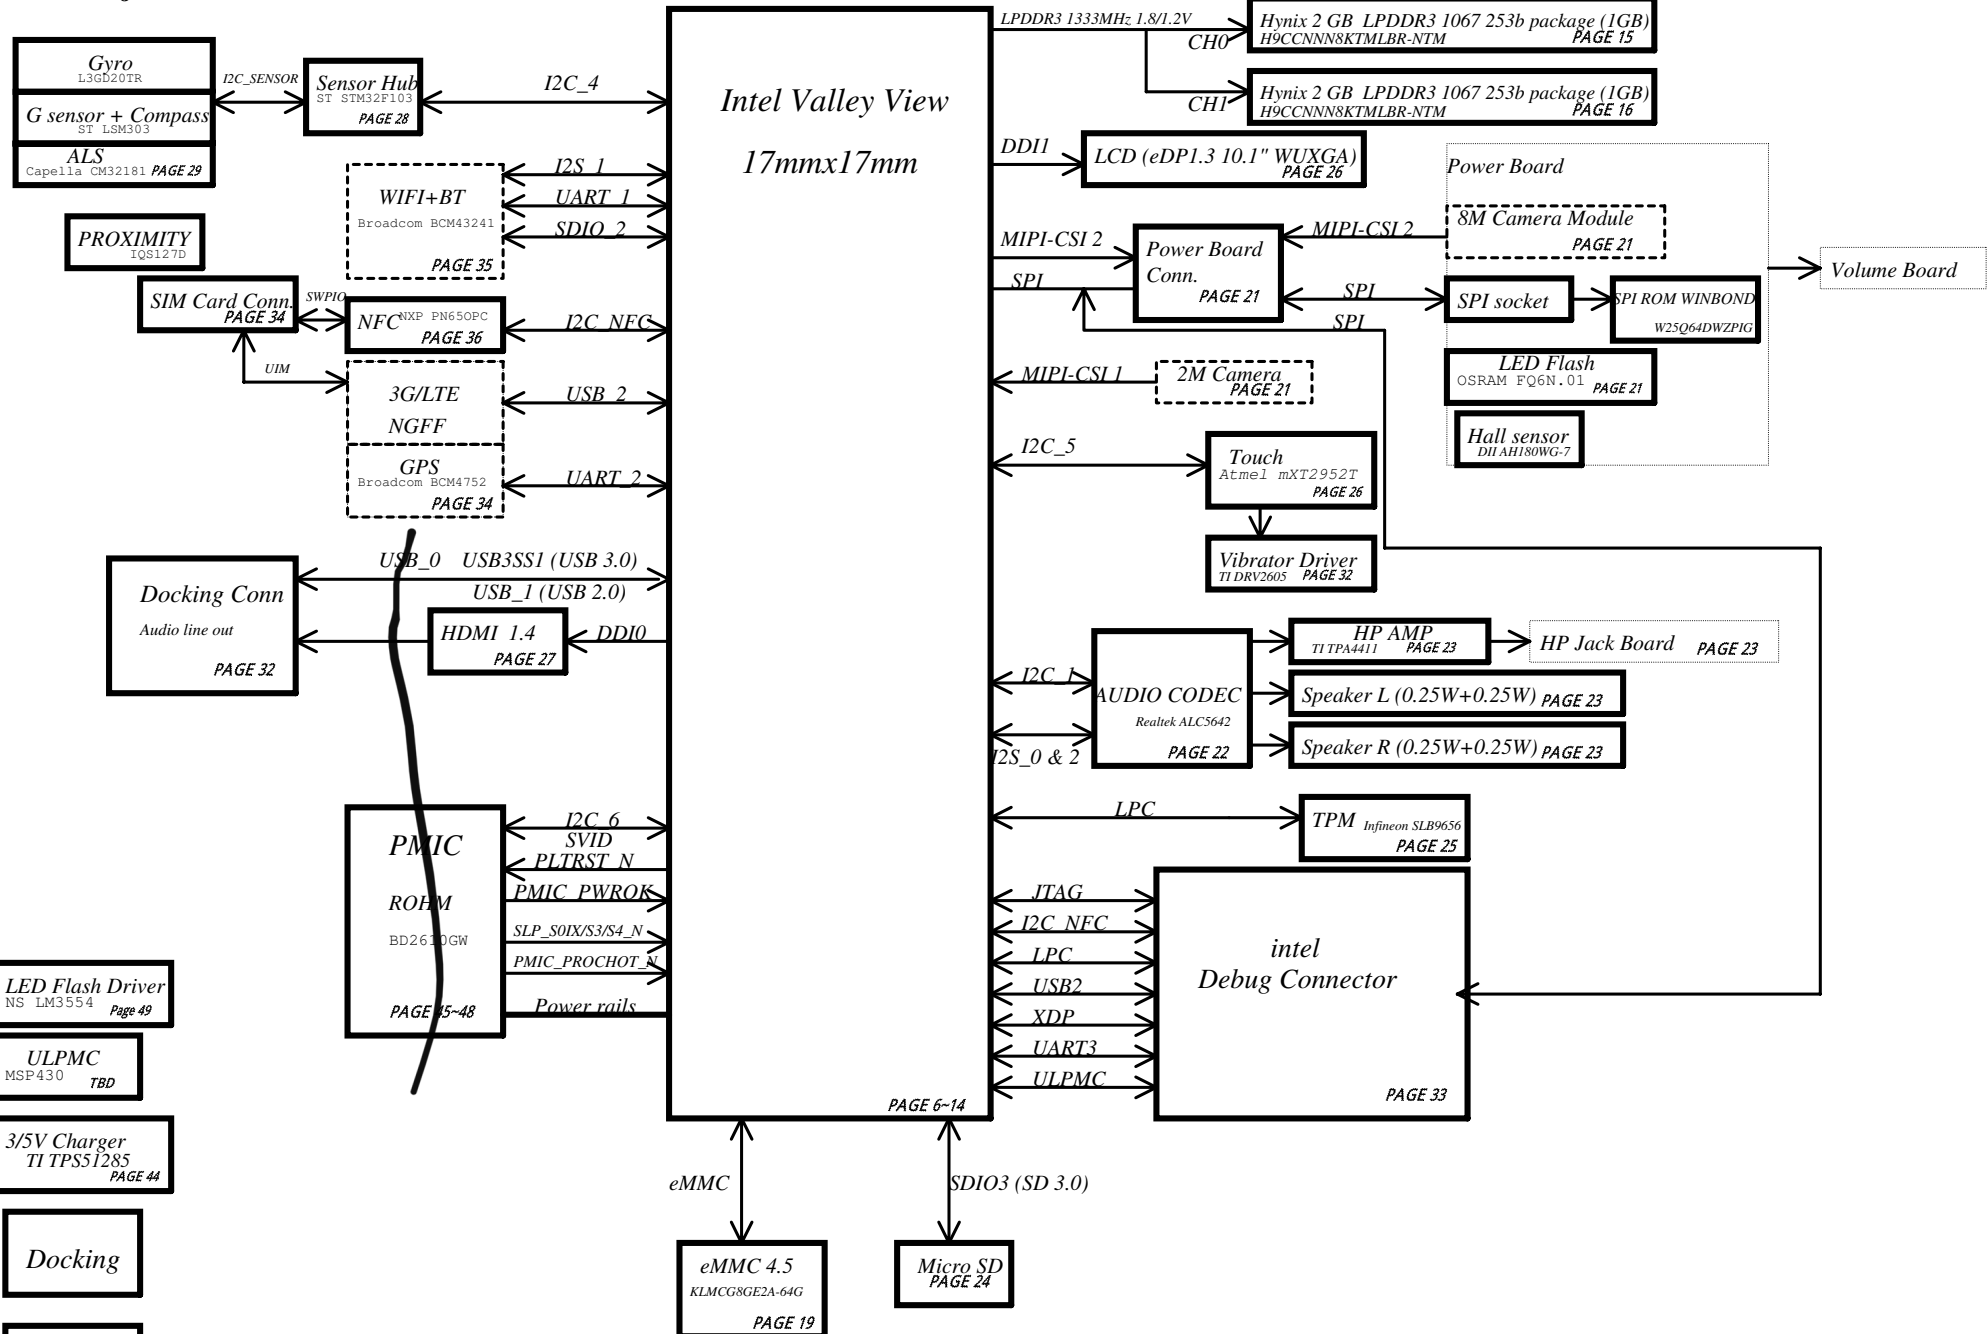 Gyro
L3GD20TR
G sensor + Compass
ST LSM303
ALS
Capella CM32181 PAGE 29
I2C_SENSOR
Sensor Hub
ST STM32F103
PAGE 28
I2C_4
PROXIMITY
IQS127D
WIFI+BT
Broadcom BCM43241
PAGE 35
I2S_1
UART_1
SDIO_2
SIM Card Conn.
PAGE 34
SWPIO
NFC NXP PN65OPC
PAGE 36
I2C_NFC
UIM
3G/LTE
NGFF
USB_2
GPS
Broadcom BCM4752
PAGE 34
UART_2
Docking Conn
Audio line out
PAGE 32
USB_0 USB3SS1 (USB 3.0)
USB_1 (USB 2.0)
HDMI 1.4
PAGE 27
DDI0
PMIC
ROHM
BD2610GW
PAGE 45~48
I2C_6
SVID
PLTRST_N
PMIC_PWROK
SLP_S0IX/S3/S4_N
PMIC_PROCHOT_N
Power rails
LED Flash Driver
NS LM3554 Page 49
ULPMC
MSP430 TBD
3/5V Charger
TI TPS51285
PAGE 44
Docking
Intel Valley View
17mmx17mm
PAGE 6~14
eMMC
eMMC 4.5
KLMCG8GE2A-64G
PAGE 19
SDIO3 (SD 3.0)
Micro SD
PAGE 24
LPDDR3 1333MHz 1.8/1.2V
CH0
Hynix 2 GB LPDDR3 1067 253b package (1GB)
H9CCNNN8KTMLBR-NTM PAGE 15
CH1
Hynix 2 GB LPDDR3 1067 253b package (1GB)
H9CCNNN8KTMLBR-NTM PAGE 16
DDI1
LCD (eDP1.3 10.1" WUXGA)
PAGE 26
Power Board
MIPI-CSI 2
SPI
Power Board
Conn.
PAGE 21
MIPI-CSI 2
8M Camera Module
PAGE 21
SPI
SPI
SPI socket
SPI ROM WINBOND
W25Q64DWZPIG
Volume Board
LED Flash
OSRAM FQ6N.01 PAGE 21
Hall sensor
DII AH180WG-7
MIPI-CSI 1
2M Camera
PAGE 21
I2C_5
Touch
Atmel mXT2952T
PAGE 26
Vibrator Driver
TI DRV2605 PAGE 32
I2C_1
I2S_0 & 2
AUDIO CODEC
Realtek ALC5642
PAGE 22
HP AMP
TI TPA4411 PAGE 23
HP Jack Board PAGE 23
Speaker L (0.25W+0.25W) PAGE 23
Speaker R (0.25W+0.25W) PAGE 23
LPC
TPM Infineon SLB9656
PAGE 25
JTAG
I2C_NFC
LPC
USB2
XDP
UART3
ULPMC
intel
Debug Connector
PAGE 33